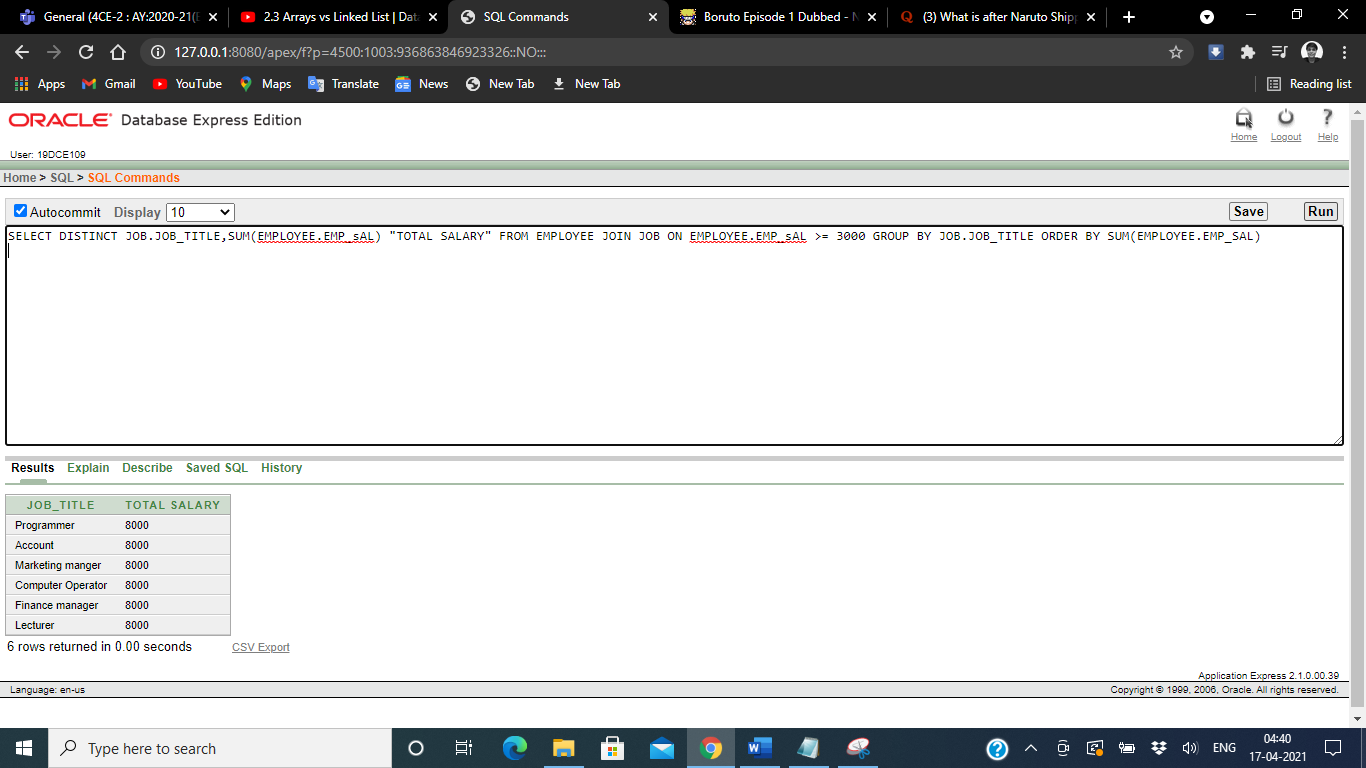 General (4CE-2 : AY:2020-21(E
2.3 Arrays vs Linked List | Dat
SQL Commands
Boruto Episode 1 Dubbed - N
(3) What is after Naruto Ship
127.0.0.1:8080/apex/f?p=4500:1003:936863846923326::NO:::
Apps Gmail YouTube Maps Translate News New Tab New Tab Reading list
ORACLE Database Express Edition
Home Logout Help
User: 19DCE109
Home > SQL > SQL Commands
Autocommit Display 10 Save Run
SELECT DISTINCT JOB.JOB_TITLE,SUM(EMPLOYEE.EMP_sAL) "TOTAL SALARY" FROM EMPLOYEE JOIN JOB ON EMPLOYEE.EMP_sAL >= 3000 GROUP BY JOB.JOB_TITLE ORDER BY SUM(EMPLOYEE.EMP_SAL)
Results Explain Describe Saved SQL History
JOB_TITLE TOTAL SALARY
Programmer 8000
Account 8000
Marketing manger 8000
Computer Operator 8000
Finance manager 8000
Lecturer 8000
6 rows returned in 0.00 seconds CSV Export
Application Express 2.1.0.00.39
Language: en-us Copyright © 1999, 2006, Oracle. All rights reserved.
Type here to search
ENG
04:40
17-04-2021